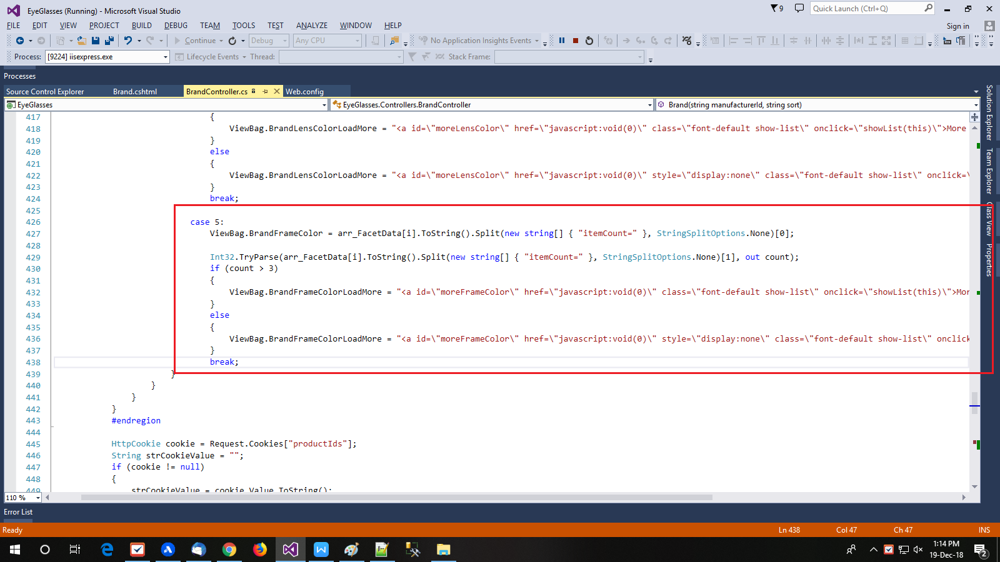 EyeGlasses (Running) - Microsoft Visual Studio
9
Quick Launch (Ctrl+Q)
FILE EDIT VIEW PROJECT BUILD DEBUG TEAM TOOLS TEST ANALYZE WINDOW HELP
Sign in
Continue Debug Any CPU No Application Insights Events
Process: [9224] iisexpress.exe Lifecycle Events Thread: Stack Frame:
Processes
Source Control Explorer Brand.cshtml BrandController.cs Web.config
EyeGlasses EyeGlasses.Controllers.BrandController Brand(string manufacturerId, string sort)
417 {
418 ViewBag.BrandLensColorLoadMore = "<a id=\"moreLensColor\" href=\"javascript:void(0)\" class=\"font-default show-list\" onclick=\"showList(this)\">More
419 }
420 else
421 {
422 ViewBag.BrandLensColorLoadMore = "<a id=\"moreLensColor\" href=\"javascript:void(0)\" style=\"display:none\" class=\"font-default show-list\" onclick=\
423 }
424 break;
425
426 case 5:
427 ViewBag.BrandFrameColor = arr_FacetData[i].ToString().Split(new string[] { "itemCount=" }, StringSplitOptions.None)[0];
428
429 Int32.TryParse(arr_FacetData[i].ToString().Split(new string[] { "itemCount=" }, StringSplitOptions.None)[1], out count);
430 if (count > 3)
431 {
432 ViewBag.BrandFrameColorLoadMore = "<a id=\"moreFrameColor\" href=\"javascript:void(0)\" class=\"font-default show-list\" onclick=\"showList(this)\">Mor
433 }
434 else
435 {
436 ViewBag.BrandFrameColorLoadMore = "<a id=\"moreFrameColor\" href=\"javascript:void(0)\" style=\"display:none\" class=\"font-default show-list\" onclick
437 }
438 break;
439 }
440 }
441 }
442 }
443 #endregion
444
445 HttpCookie cookie = Request.Cookies["productIds"];
446 String strCookieValue = "";
447 if (cookie != null)
448 {
449 strCookieValue = cookie.Value.ToString();
110 %
Solution Explorer
Team Explorer
Class View
Properties
Error List
Ready Ln 438 Col 47 Ch 47 INS
1:14 PM
19-Dec-18
2